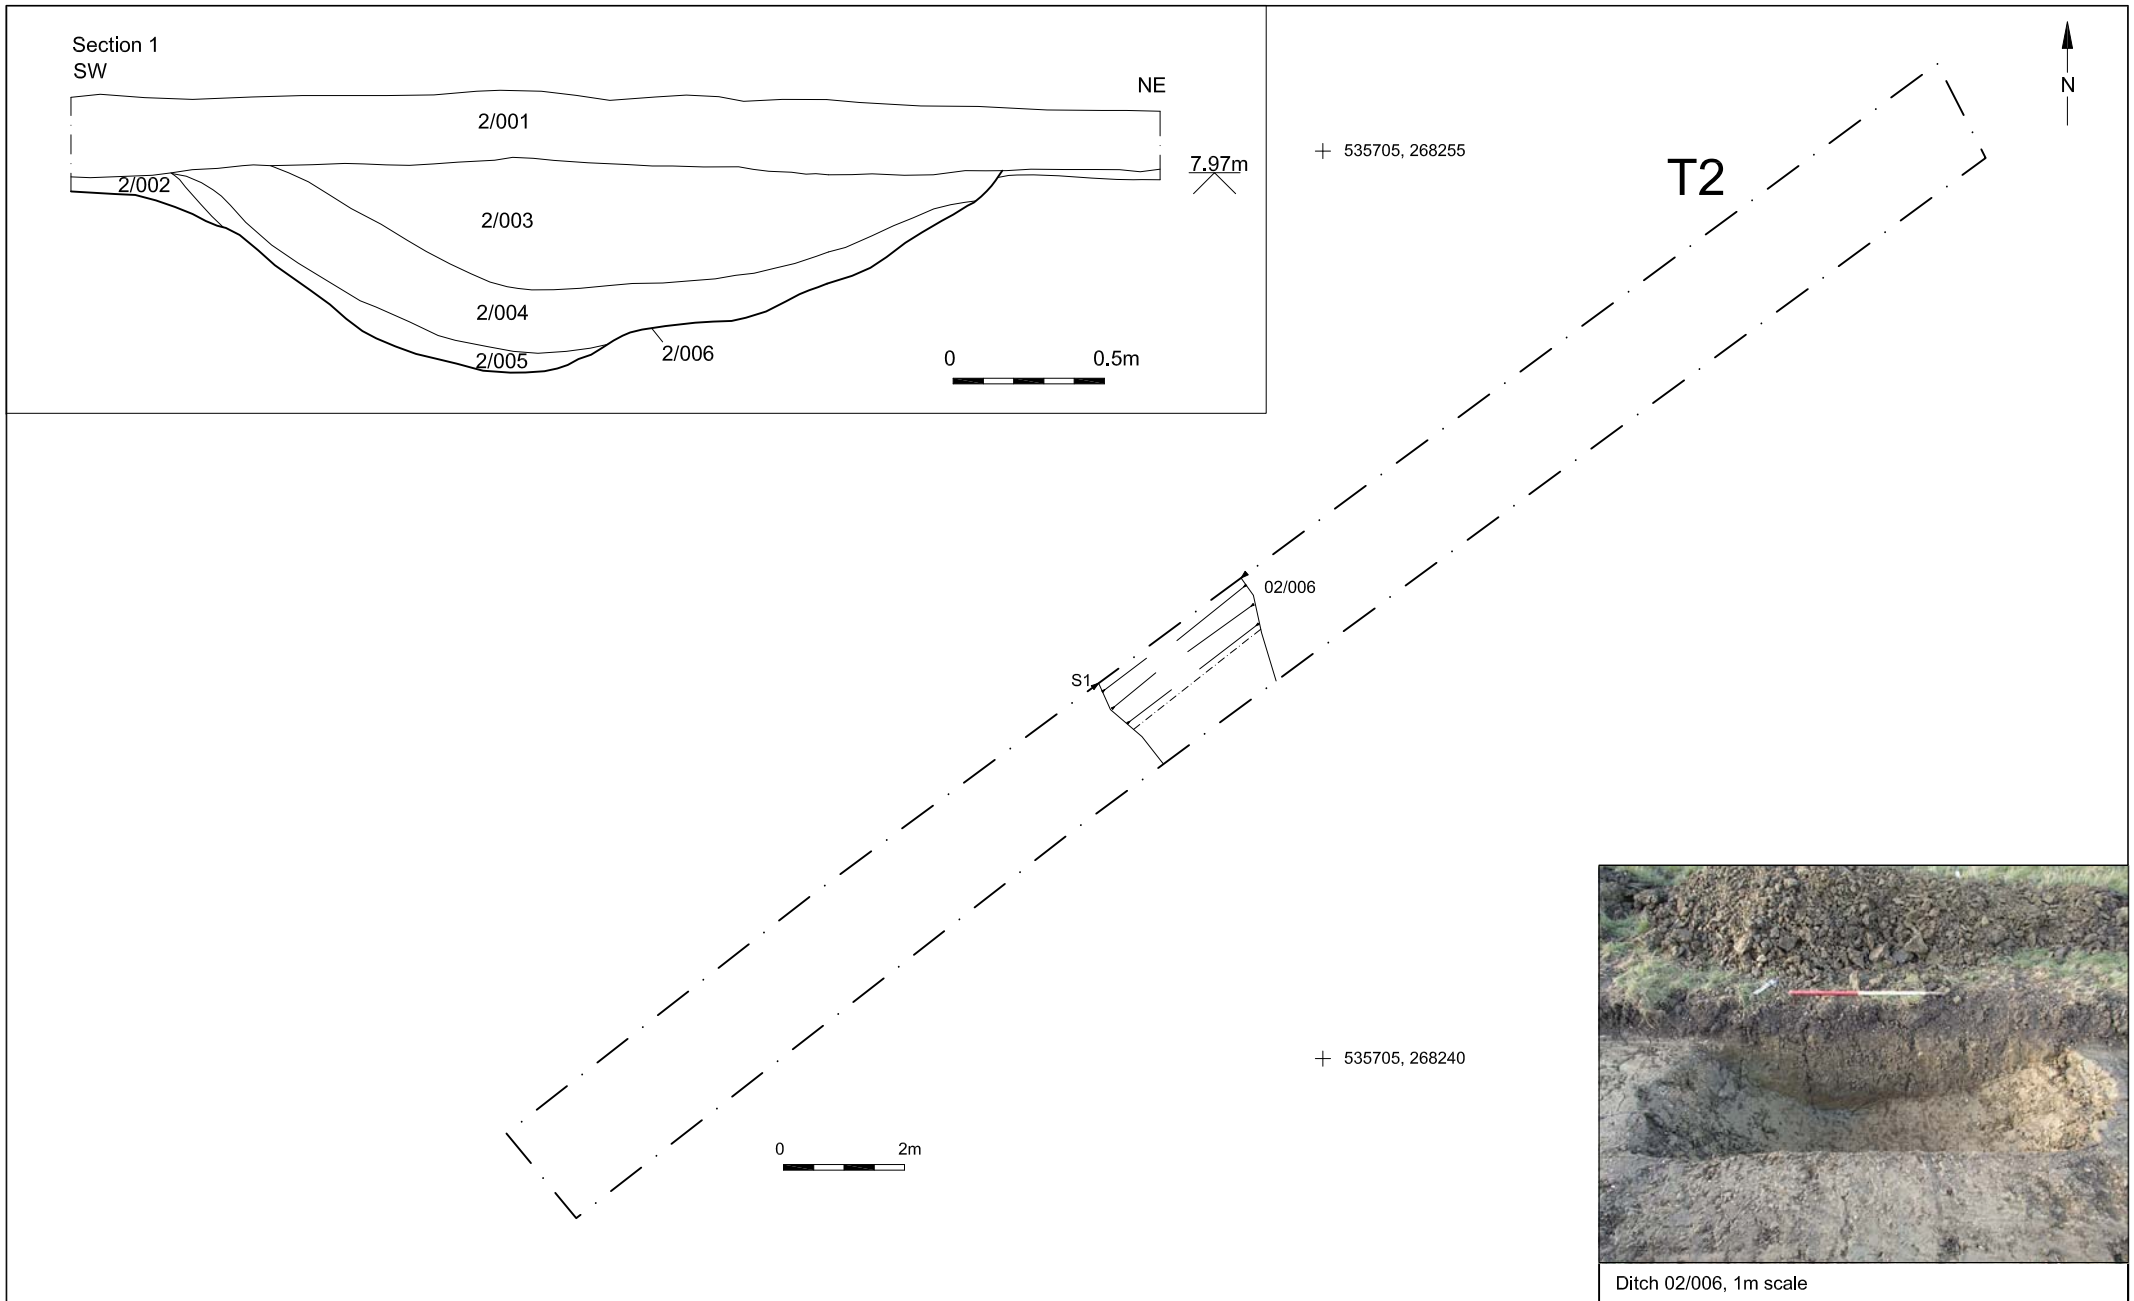 Section 1
SW
NE
2/001
7.97m
2/002
2/003
2/004
2/005
2/006
0 0.5m
N
535705, 268255
T2
02/006
S1
535705, 268240
0 2m
Ditch 02/006, 1m scale